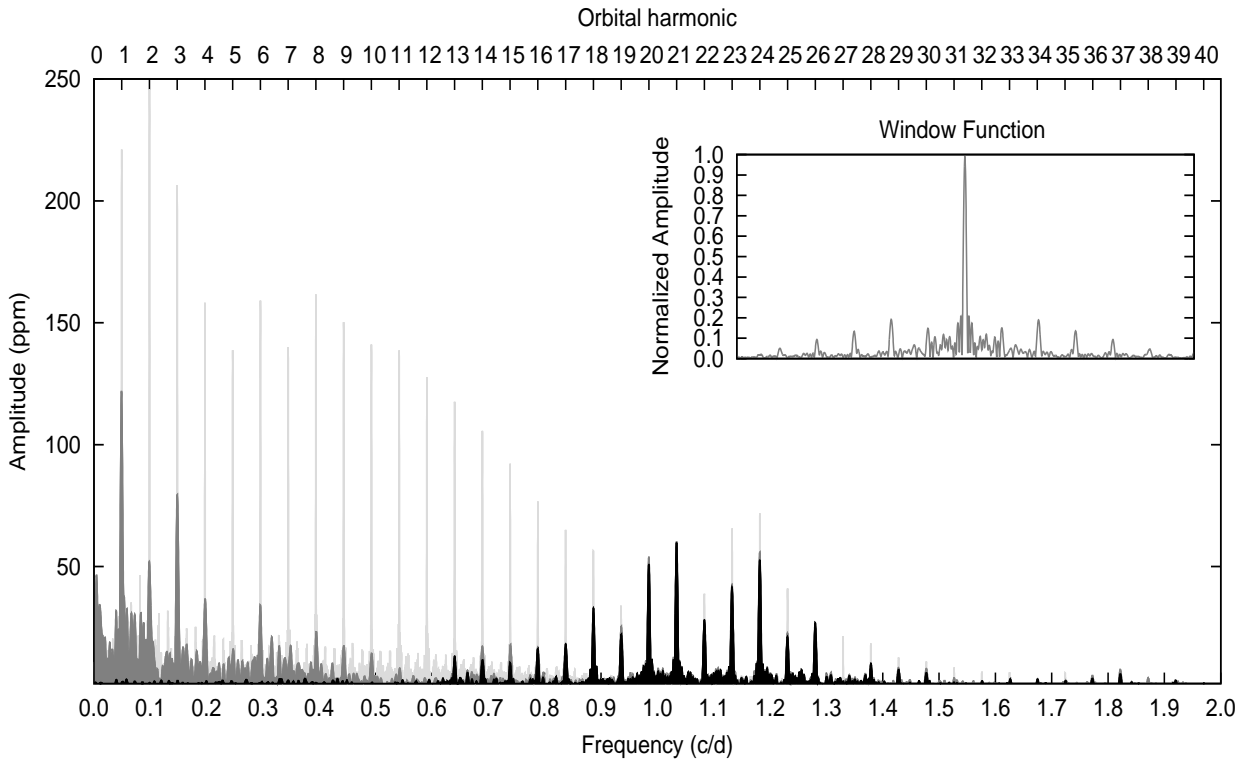 Orbital harmonic
0 1 2 3 4 5 6 7 8 9 10 11 12 13 14 15 16 17 18 19 20 21 22 23 24 25 26 27 28 29 30 31 32 33 34 35 36 37 38 39 40
250
200
150
100
50
Amplitude (ppm)
Window Function
Normalized Amplitude
1.0
0.9
0.8
0.7
0.6
0.5
0.4
0.3
0.2
0.1
0.0
0.0 0.1 0.2 0.3 0.4 0.5 0.6 0.7 0.8 0.9 1.0 1.1 1.2 1.3 1.4 1.5 1.6 1.7 1.8 1.9 2.0
Frequency (c/d)